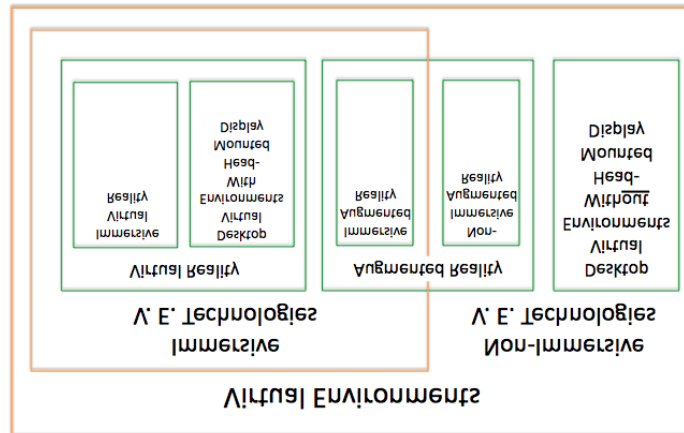 Virtual Environments
Immersive
V. E. Technologies
Non-Immersive
V. E. Technologies
Virtual Reality
Immersive
Virtual
Reality
Desktop
Virtual
Environments
With
Head-
Mounted
Display
Augmented Reality
Immersive
Augmented
Reality
Non-
Immersive
Augmented
Reality
Desktop
Virtual
Environments
Without
Head-
Mounted
Display